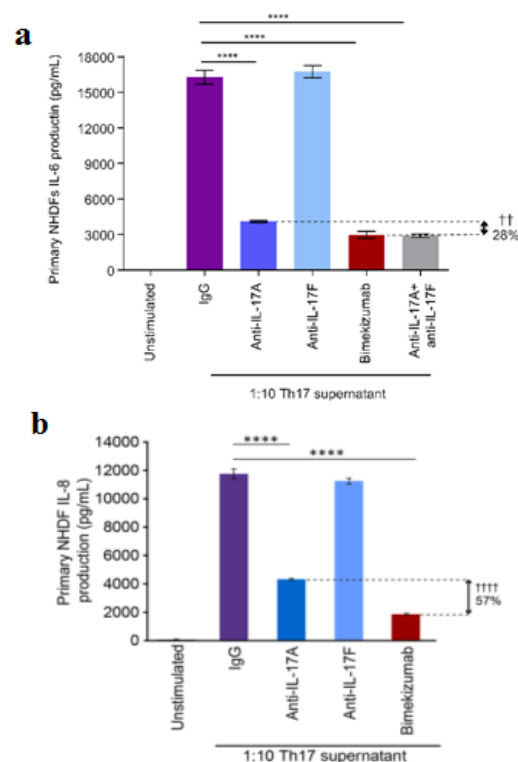 a
****
****
****
Primary NHDFs IL-6 productin (pg/mL)
18000
15000
12000
9000
6000
3000
0
††
28%
Unstimulated
IgG
Anti-IL-17A
Anti-IL-17F
Bimekizumab
Anti-IL-17A+
anti-IL-17F
1:10 Th17 supernatant
b
****
****
Primary NHDF IL-8
production (pg/mL)
14000
12000
10000
8000
6000
4000
2000
0
††††
57%
Unstimulated
IgG
Anti-IL-17A
Anti-IL-17F
Bimekizumab
1:10 Th17 supernatant